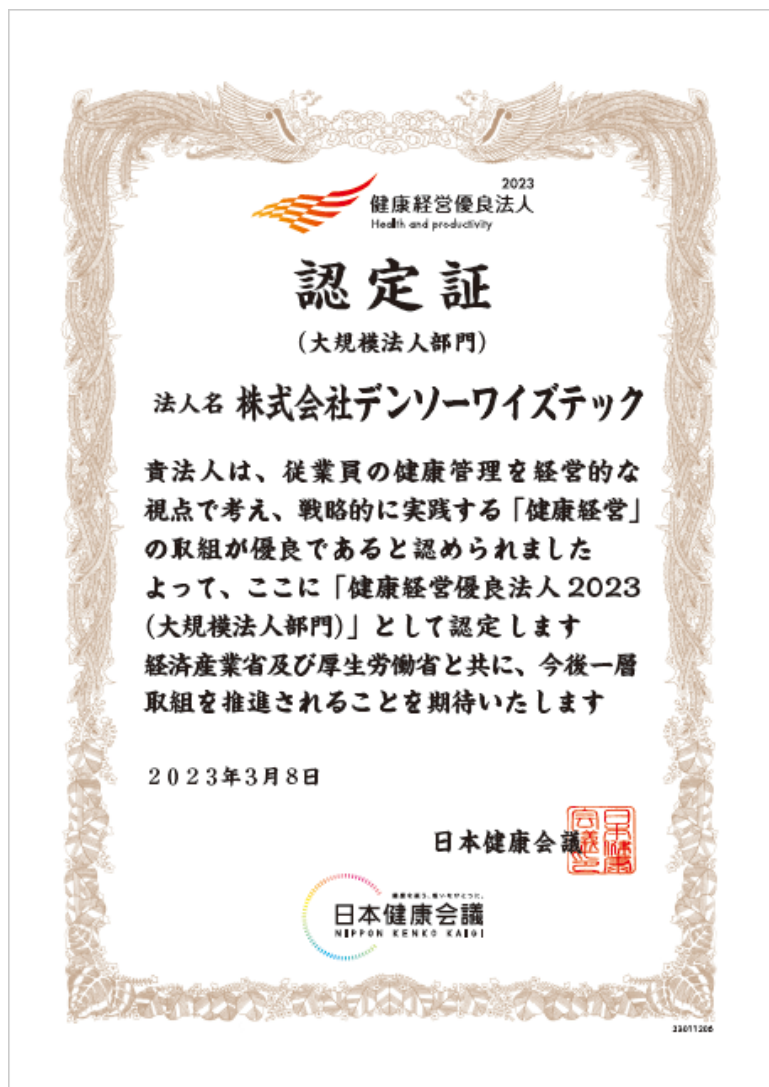 2023
健康経営優良法人
Health and productivity
認定証
(大規模法人部門)
法人名 株式会社デンソーワイズテック
貴法人は、従業員の健康管理を経営的な
視点で考え、戦略的に実践する「健康経営」
の取組が優良であると認められました
よって、ここに「健康経営優良法人2023
(大規模法人部門)」として認定します
経済産業省及び厚生労働省と共に、今後一層
取組を推進されることを期待いたします
2023年3月8日
日本健康会議
日本健康会議
NIPPON KENKO KAIGI